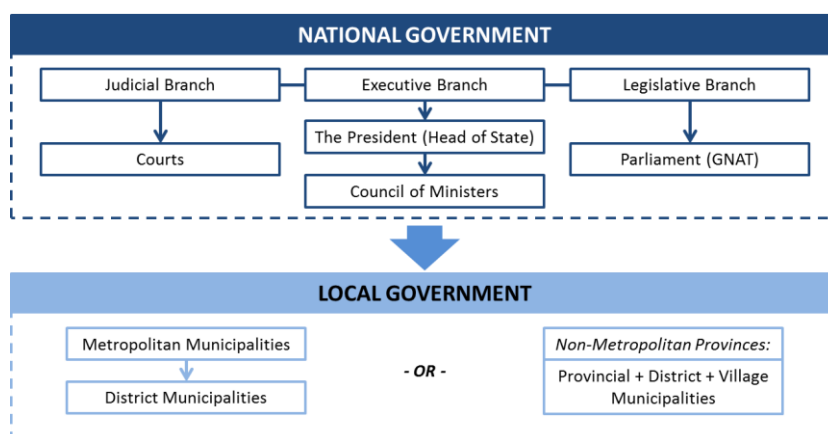 NATIONAL GOVERNMENT
Judicial Branch
Executive Branch
Legislative Branch
The President (Head of State)
Courts
Parliament (GNAT)
Council of Ministers
LOCAL GOVERNMENT
Metropolitan Municipalities
District Municipalities
- OR -
Non-Metropolitan Provinces:
Provincial + District + Village
Municipalities